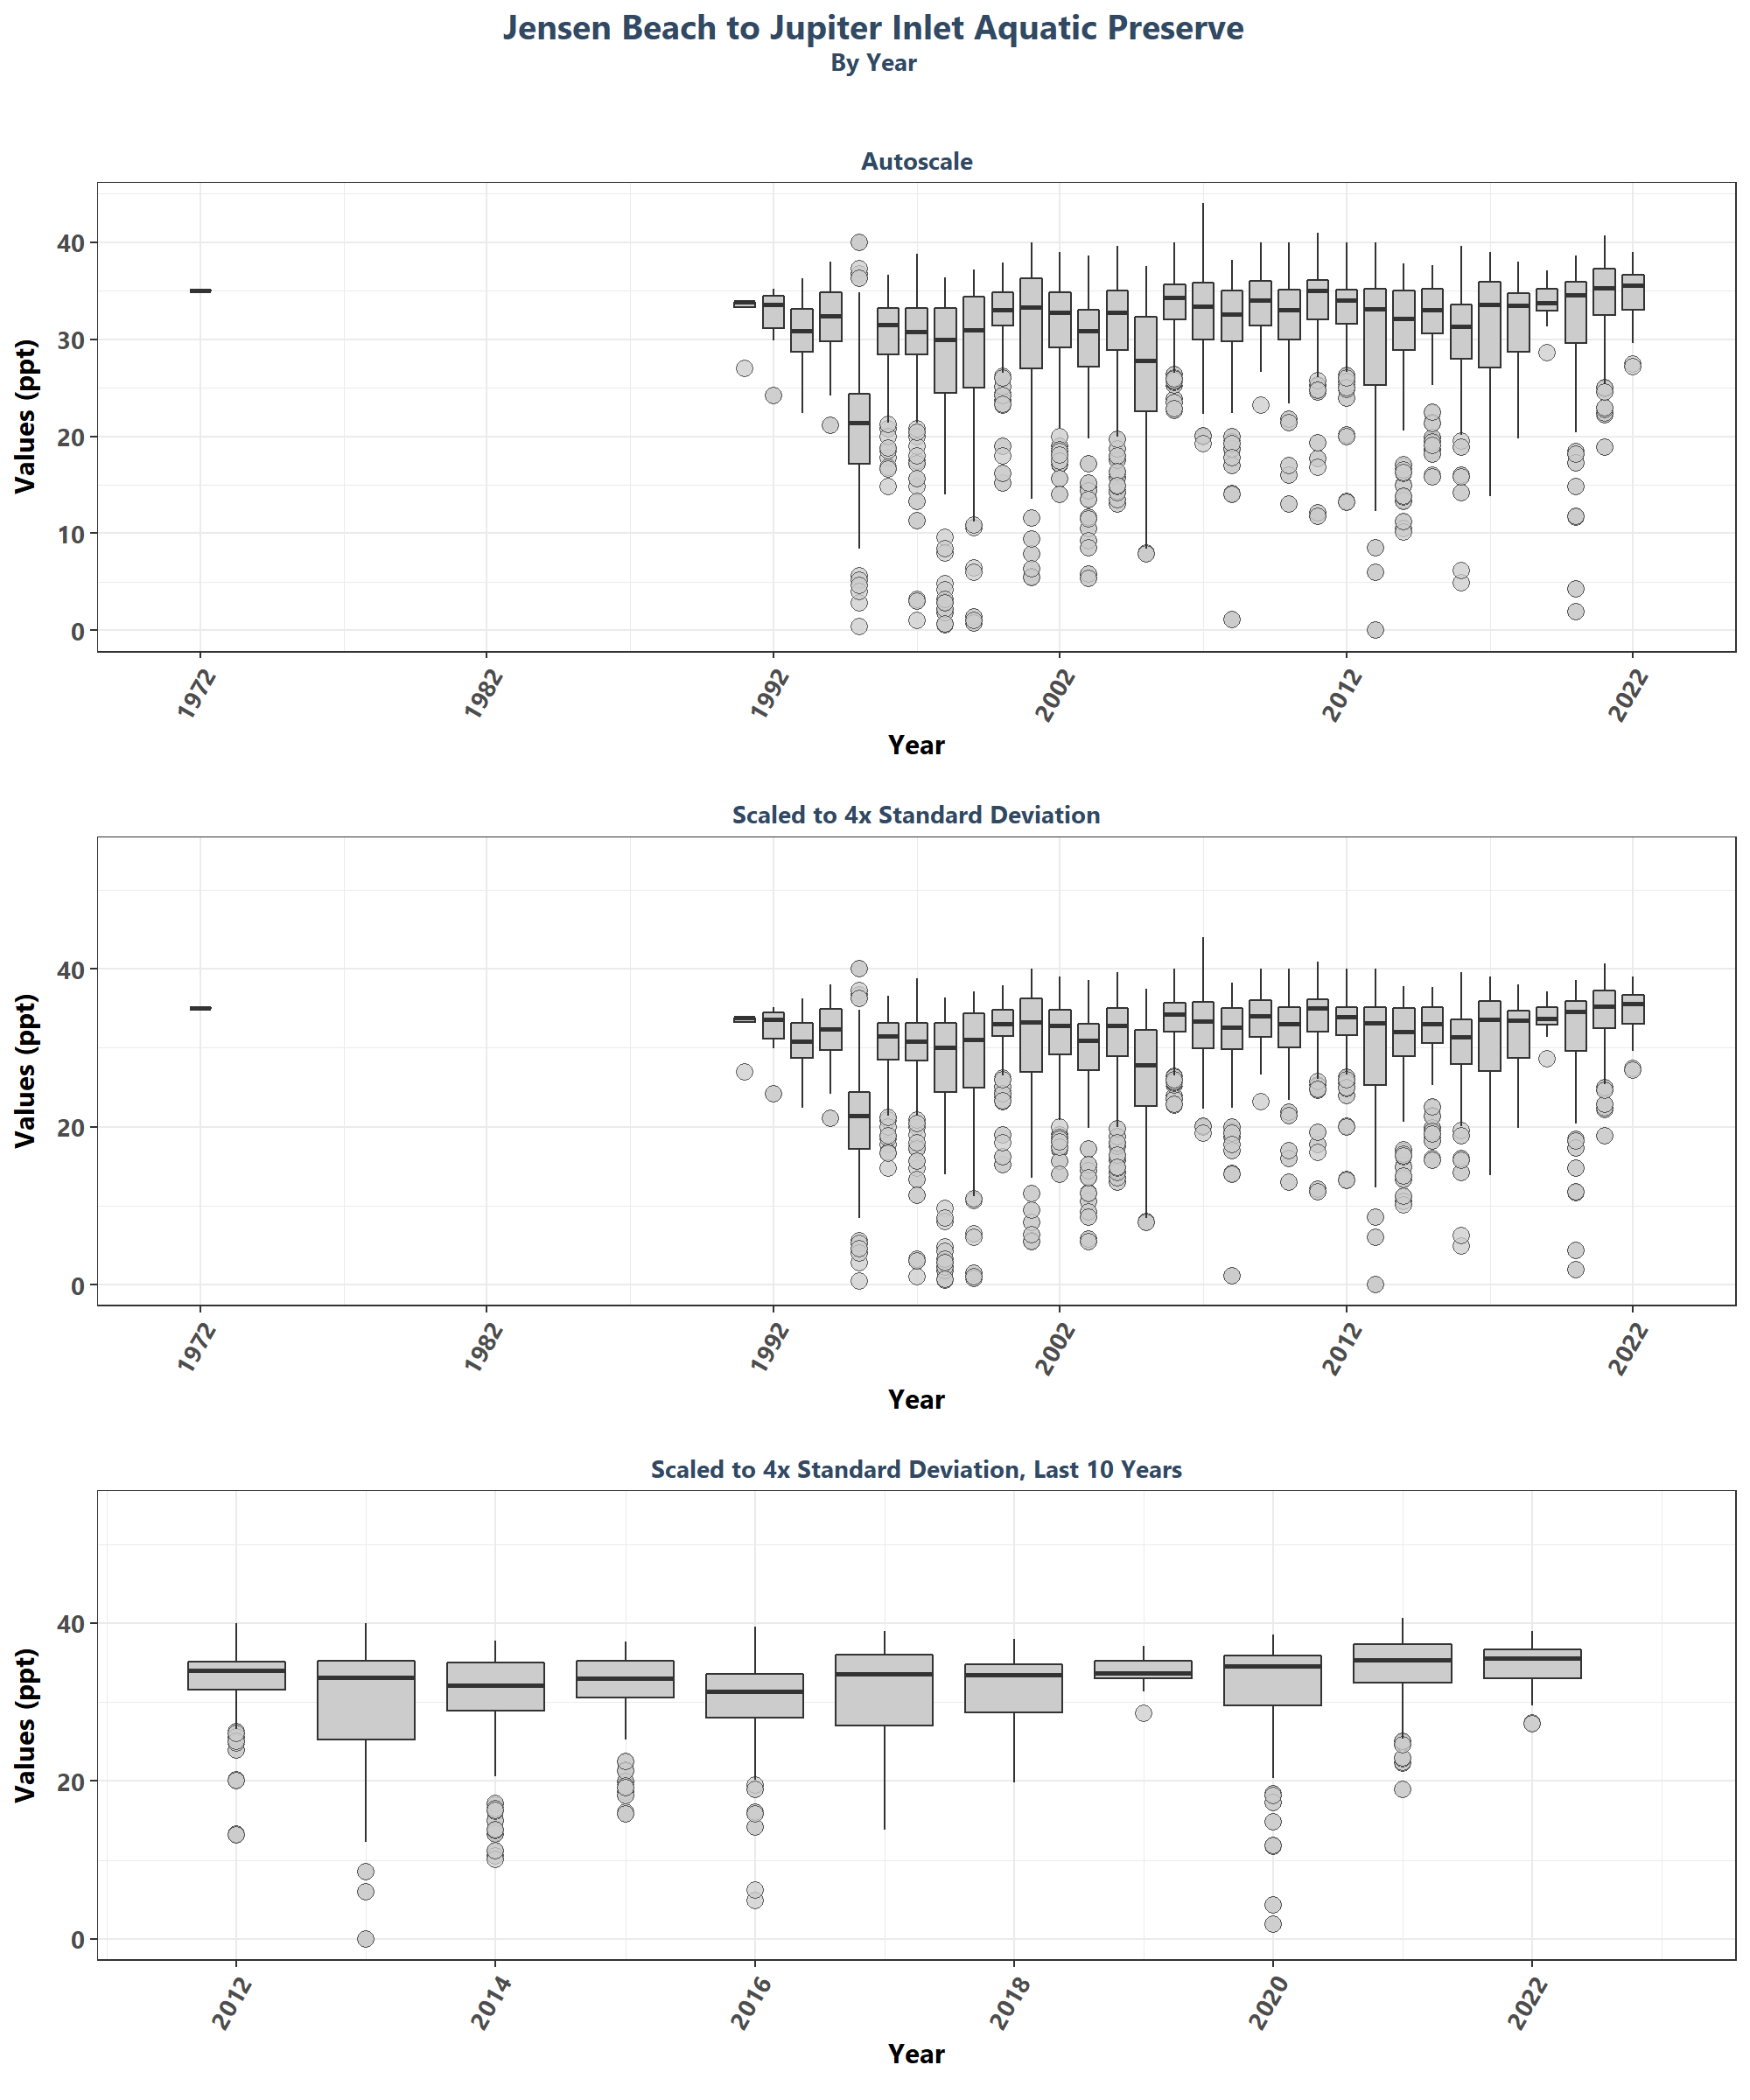 Jensen Beach to Jupiter Inlet Aquatic Preserve
By Year
Autoscale
Values (ppt)
40
30
20
10
0
1972 1982 1992 2002 2012 2022
Year
Scaled to 4x Standard Deviation
Values (ppt)
40
20
0
1972 1982 1992 2002 2012 2022
Year
Scaled to 4x Standard Deviation, Last 10 Years
Values (ppt)
40
20
0
2012 2014 2016 2018 2020 2022
Year